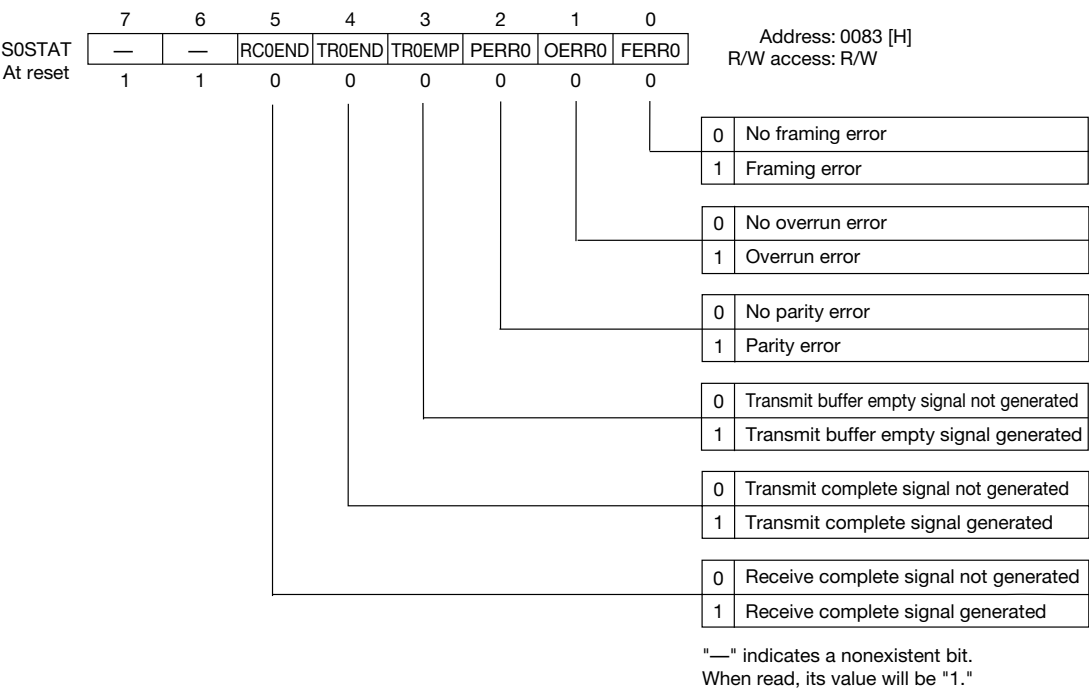 7 6 5 4 3 2 1 0
S0STAT — — RC0END TR0END TR0EMP PERR0 OERR0 FERR0
At reset 1 1 0 0 0 0 0 0
Address: 0083 [H]
R/W access: R/W
0 No framing error
1 Framing error
0 No overrun error
1 Overrun error
0 No parity error
1 Parity error
0 Transmit buffer empty signal not generated
1 Transmit buffer empty signal generated
0 Transmit complete signal not generated
1 Transmit complete signal generated
0 Receive complete signal not generated
1 Receive complete signal generated
"—" indicates a nonexistent bit.
When read, its value will be "1."